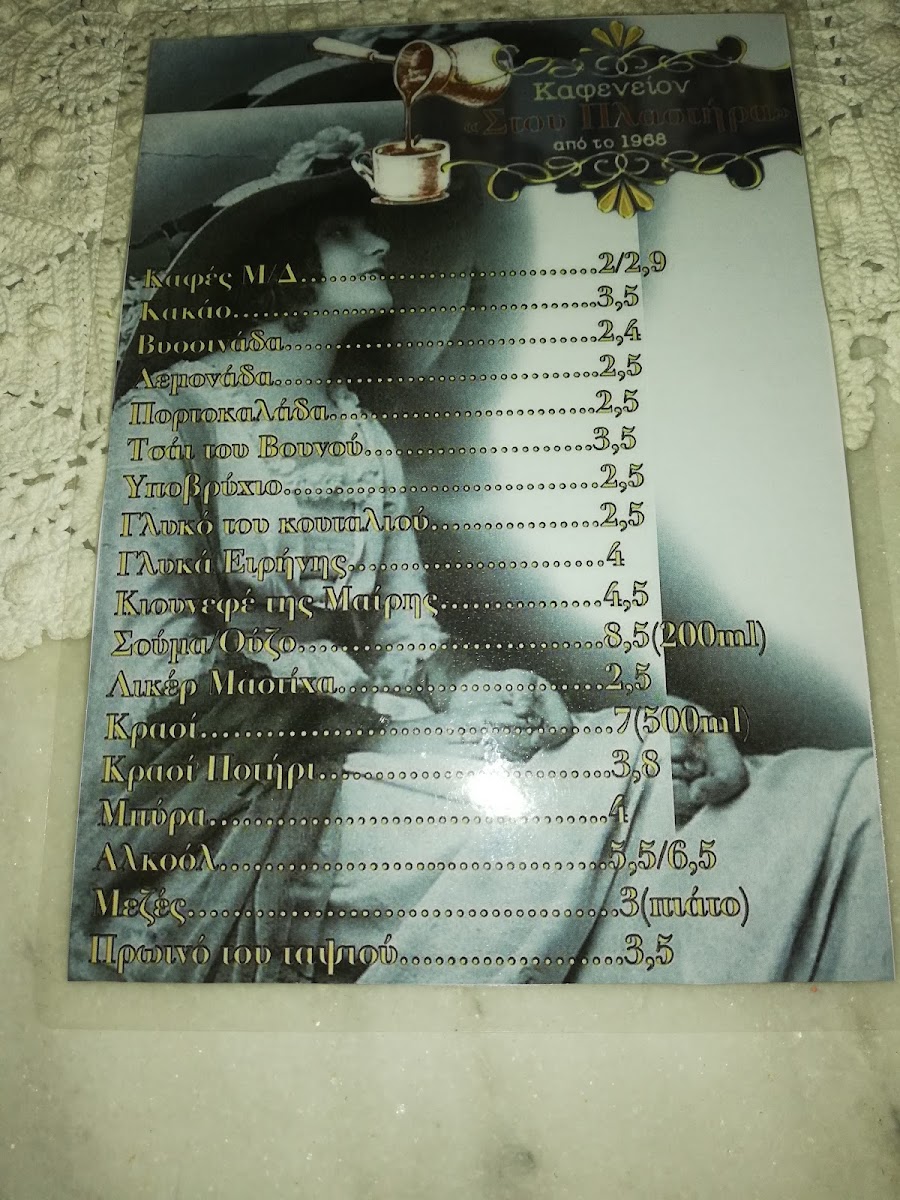 Καφενείον
«Στου Πλαστήρα»
από το 1968
Καφές Μ/Δ.................................2/2,9
Κακάο........................................3,5
Βυσσινάδα..................................2,4
Λεμονάδα...................................2,5
Πορτοκαλάδα.............................2,5
Τσάι του Βουνού........................3,5
Υποβρύχιο..................................2,5
Γλυκό του κουταλιού..................2,5
Γλυκά Ειρήνης............................4
Κιουνεφέ της Μαίρης.................4,5
Σούμα/Ούζο................................8,5(200ml)
Λικέρ Μαστίχα............................2,5
Κρασί..........................................7(500ml)
Κρασί Ποτήρι..............................3,8
Μπύρα........................................4
Αλκοόλ.......................................5,5/6,5
Μεζές..........................................3(πιάτο)
Πρωινό του ταψιού.....................3,5